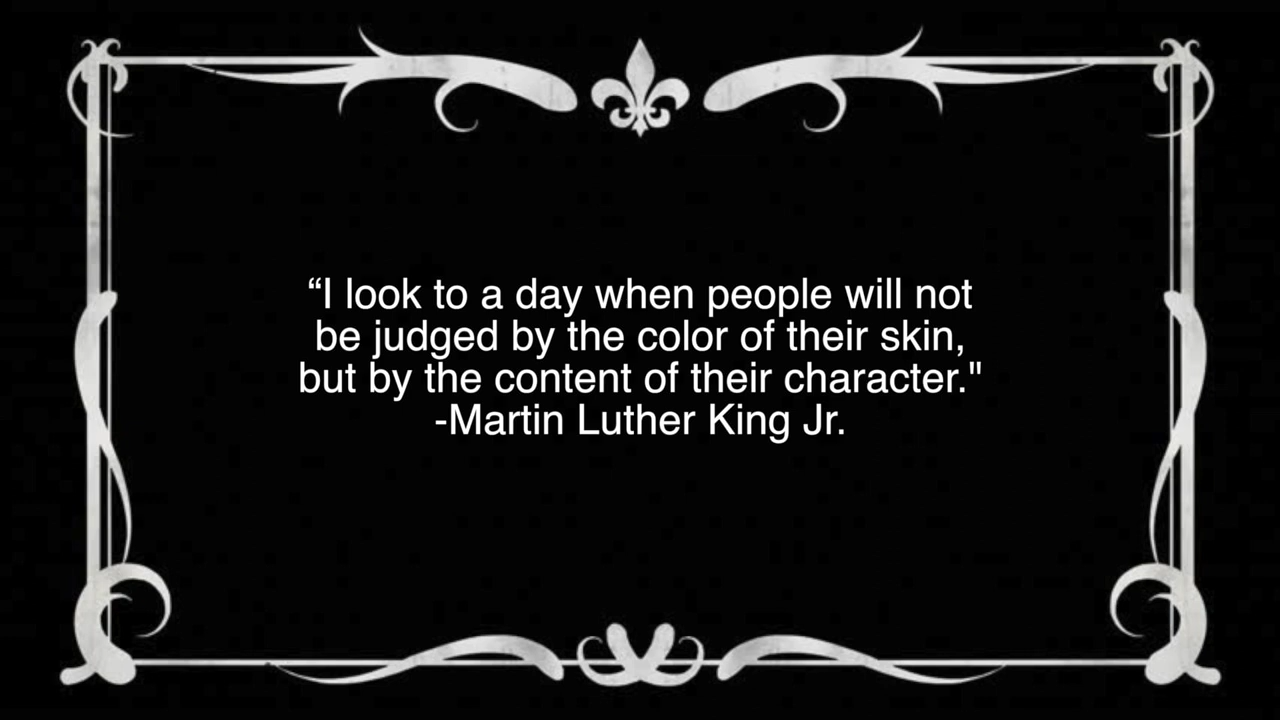 “I look to a day when people will not
be judged by the color of their skin,
but by the content of their character."
-Martin Luther King Jr.